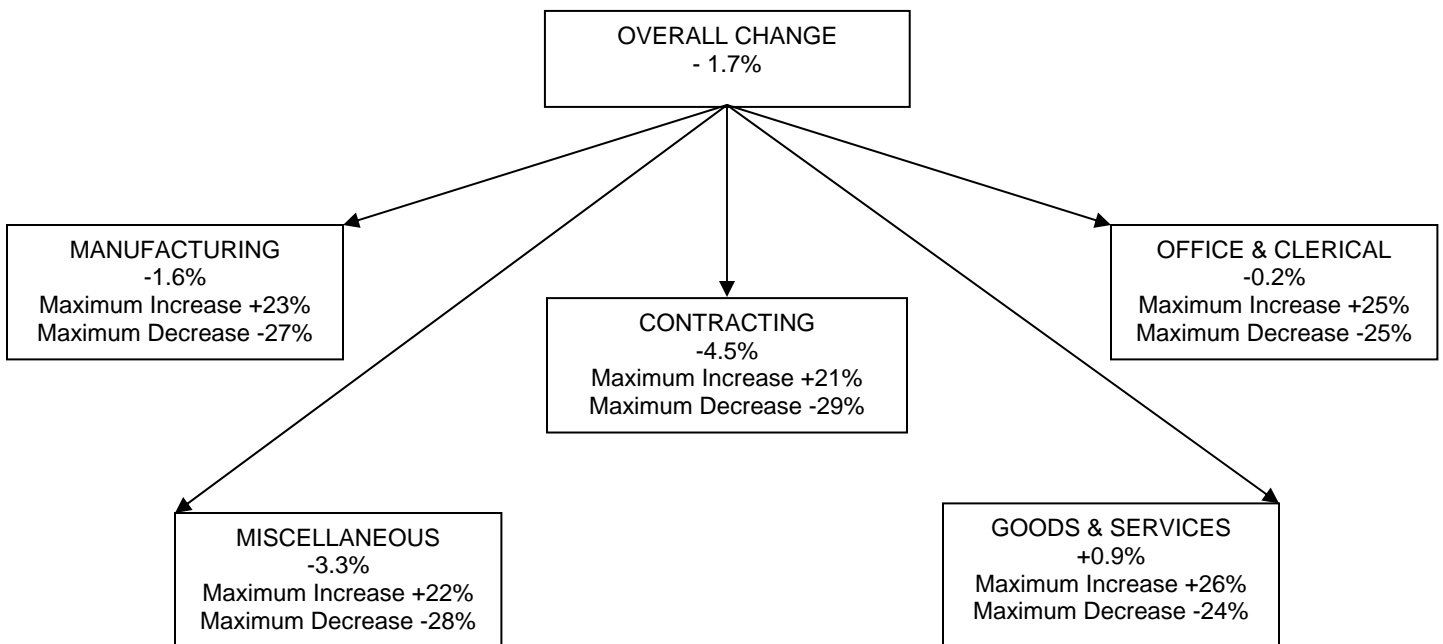 OVERALL CHANGE
- 1.7%
MANUFACTURING
-1.6%
Maximum Increase +23%
Maximum Decrease -27%
OFFICE & CLERICAL
-0.2%
Maximum Increase +25%
Maximum Decrease -25%
CONTRACTING
-4.5%
Maximum Increase +21%
Maximum Decrease -29%
MISCELLANEOUS
-3.3%
Maximum Increase +22%
Maximum Decrease -28%
GOODS & SERVICES
+0.9%
Maximum Increase +26%
Maximum Decrease -24%